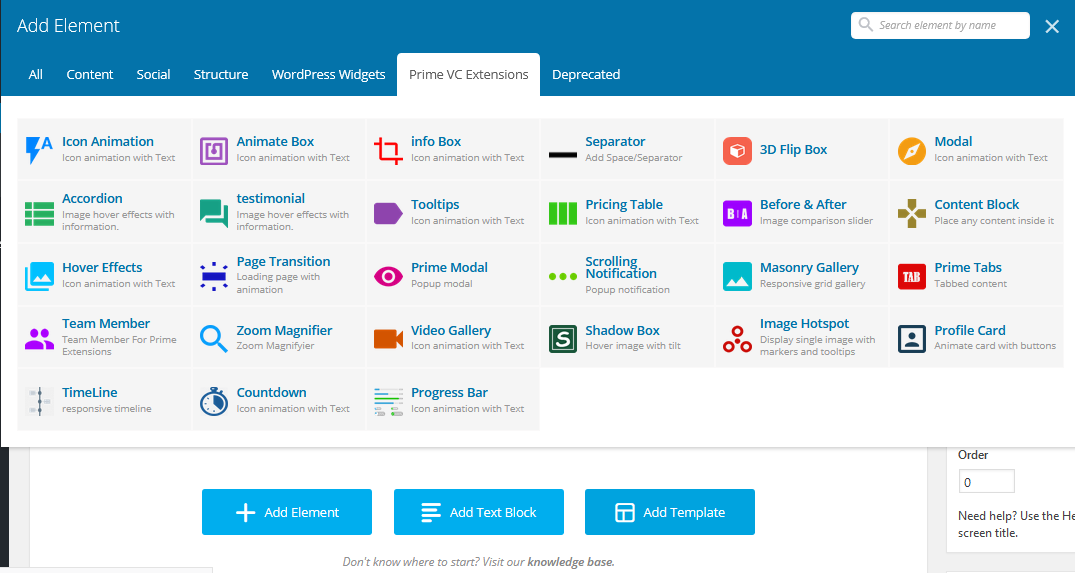 Add Element
Search element by name
All Content Social Structure WordPress Widgets Prime VC Extensions Deprecated
Icon Animation
Icon animation with Text
Animate Box
Icon animation with Text
info Box
Icon animation with Text
Separator
Add Space/Separator
3D Flip Box
Modal
Icon animation with Text
Accordion
Image hover effects with
information.
testimonial
Image hover effects with
information.
Tooltips
Icon animation with Text
Pricing Table
Icon animation with Text
B A
Before & After
Image comparison slider
Content Block
Place any content inside it
Hover Effects
Icon animation with Text
Page Transition
Loading page with
animation
Prime Modal
Popup modal
Scrolling
Notification
Popup notification
Masonry Gallery
Responsive grid gallery
TAB
Prime Tabs
Tabbed content
Team Member
Team Member For Prime
Extensions
Zoom Magnifier
Zoom Magnifyier
Video Gallery
Icon animation with Text
S
Shadow Box
Hover image with tilt
Image Hotspot
Display single image with
markers and tooltips
Profile Card
Animate card with buttons
TimeLine
responsive timeline
Countdown
Icon animation with Text
Progress Bar
Icon animation with Text
Order
0
Need help? Use the He
screen title.
Add Element
Add Text Block
Add Template
Don't know where to start? Visit our knowledge base.